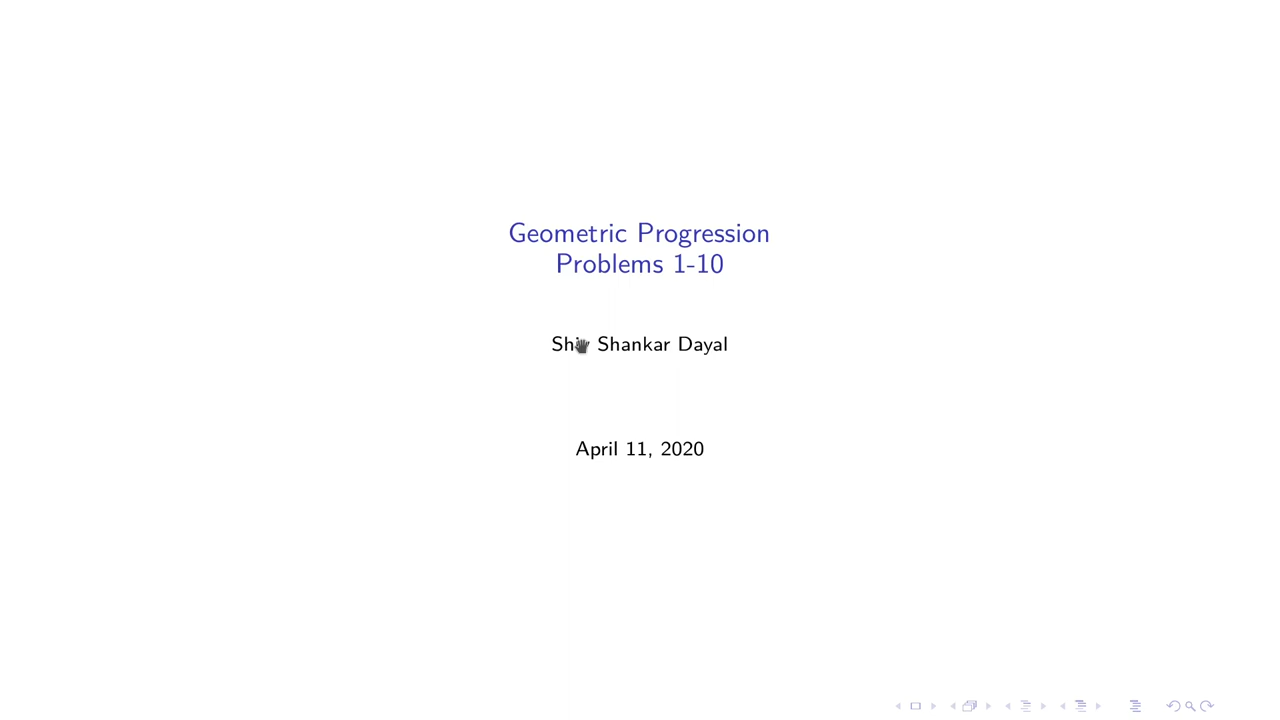 Geometric Progression
Problems 1-10
Shankar Dayal
April 11, 2020